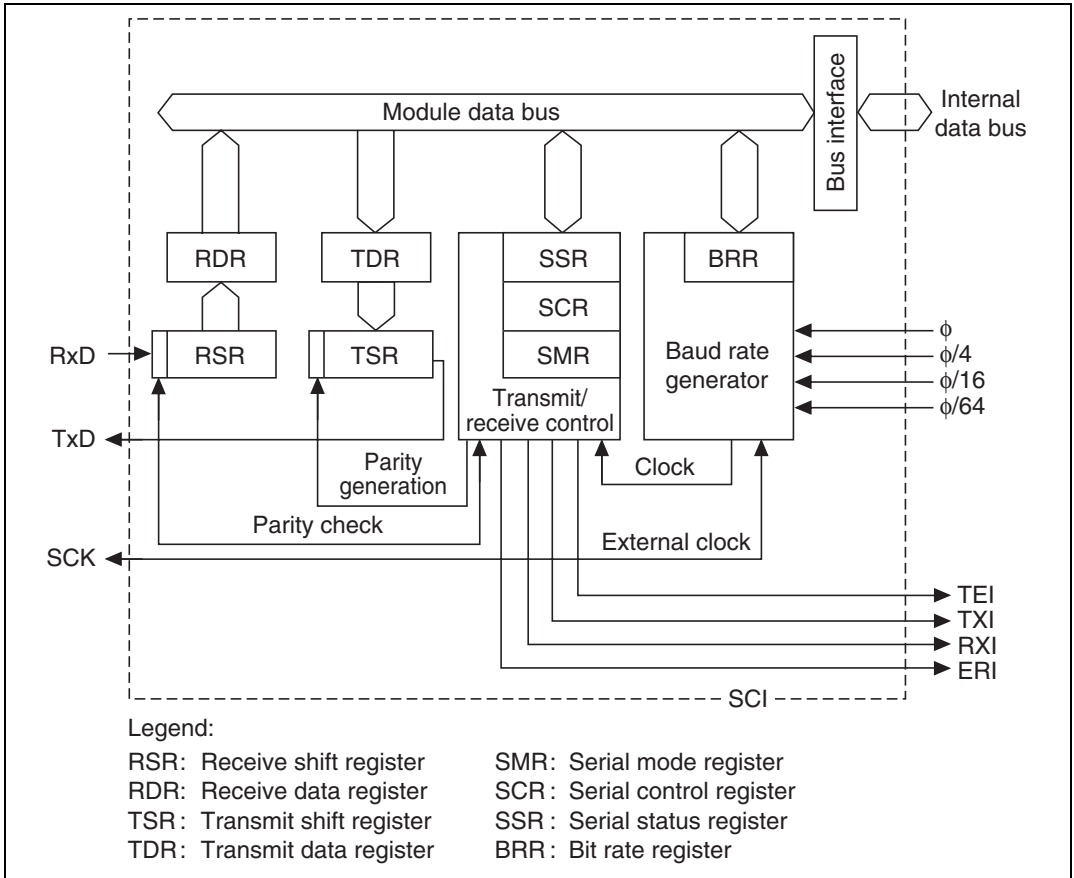 Module data bus
Bus interface
Internal
data bus
RDR
TDR
SSR
BRR
SCR
RxD
RSR
TSR
SMR
Baud rate
generator
ϕ
ϕ/4
ϕ/16
ϕ/64
Transmit/
receive control
TxD
Parity
generation
Clock
Parity check
SCK
External clock
TEI
TXI
RXI
ERI
SCI
Legend:
RSR: Receive shift register
RDR: Receive data register
TSR: Transmit shift register
TDR: Transmit data register
SMR: Serial mode register
SCR: Serial control register
SSR: Serial status register
BRR: Bit rate register